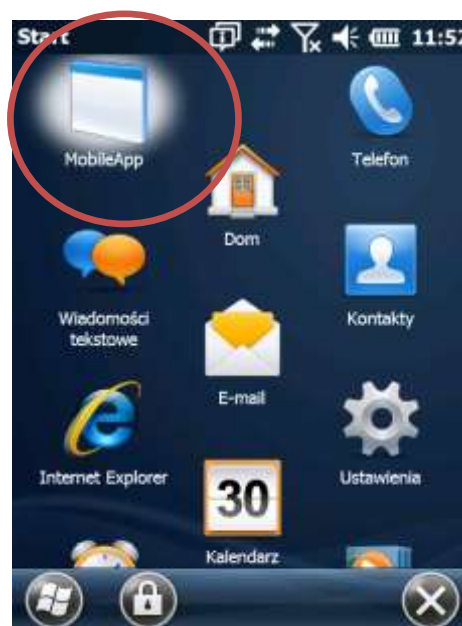 Start 11:52
MobileApp
Telefon
Dom
Wiadomości
tekstowe
Kontakty
E-mail
Internet Explorer
Ustawienia
30
Kalendarz